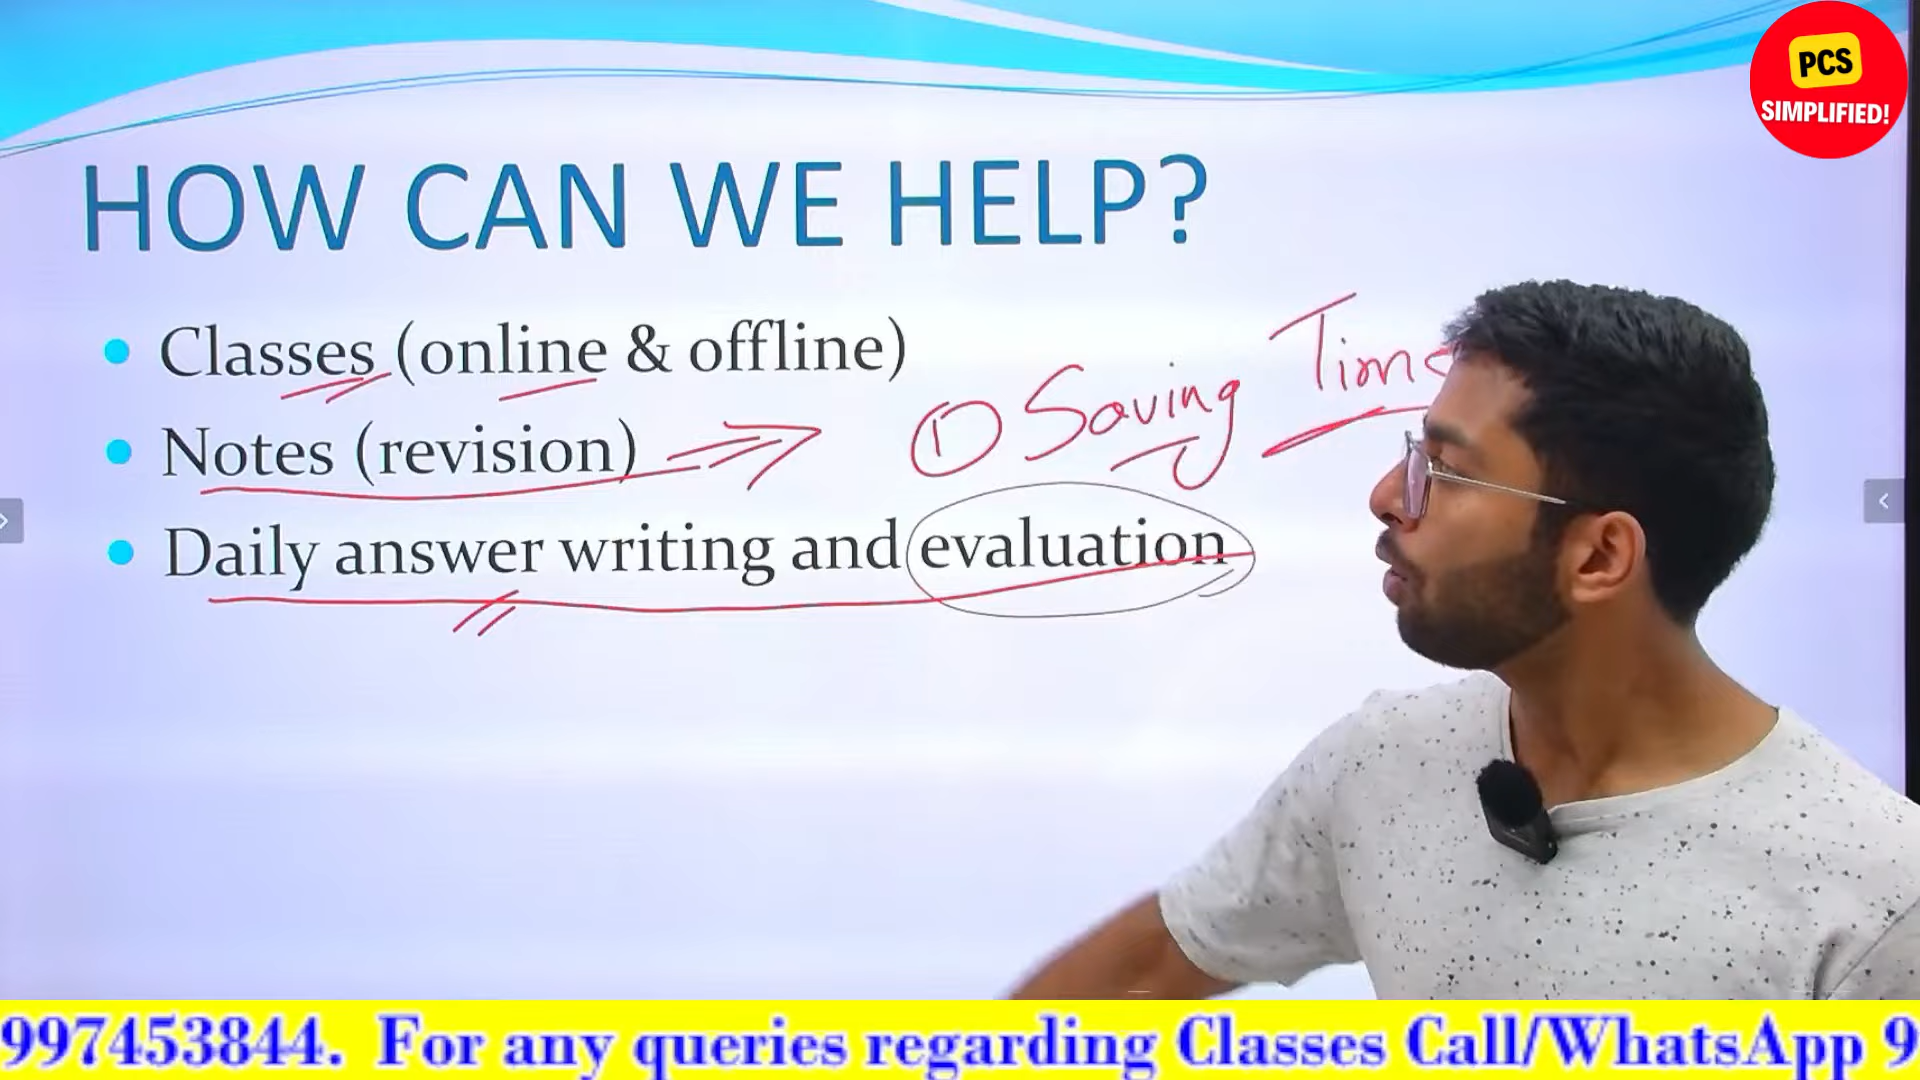 PCS
SIMPLIFIED!
HOW CAN WE HELP?
Classes (online & offline)
Notes (revision)
① Saving Time
Daily answer writing and evaluation
997453844. For any queries regarding Classes Call/WhatsApp 9